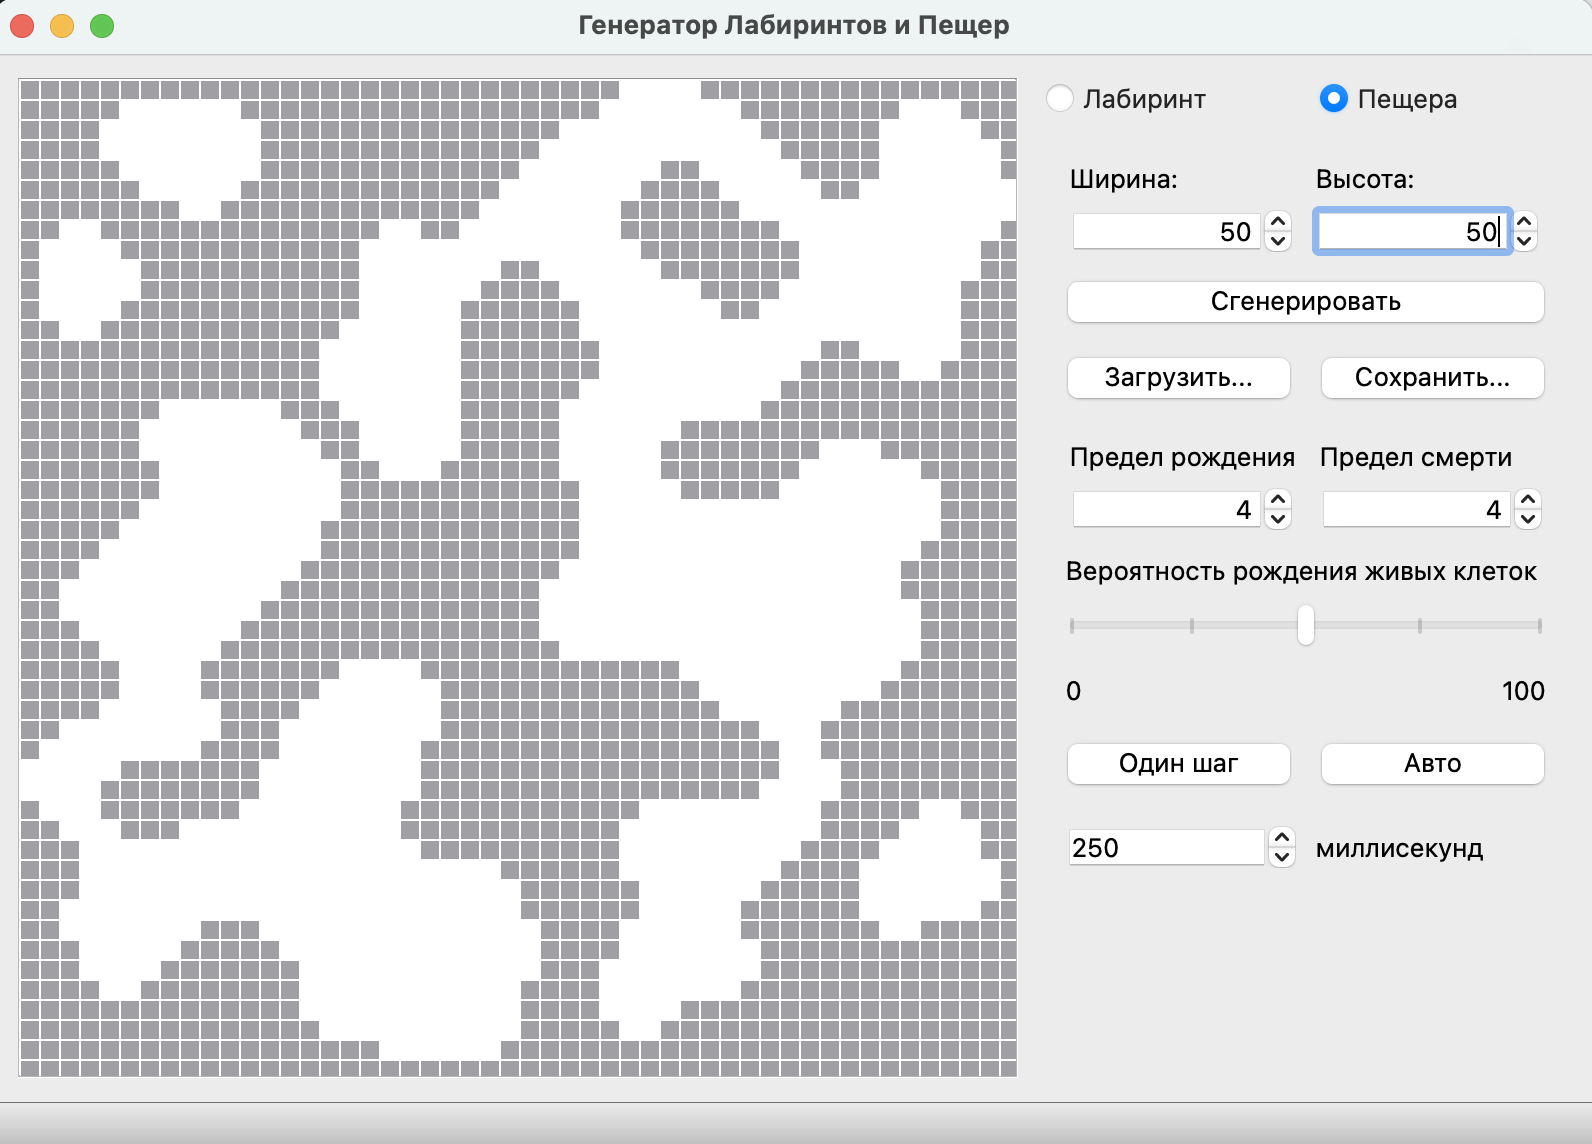 Генератор Лабиринтов и Пещер
Лабиринт Пещера
Ширина: Высота:
50 50
Сгенерировать
Загрузить... Сохранить...
Предел рождения Предел смерти
4 4
Вероятность рождения живых клеток
0 100
Один шаг Авто
250 миллисекунд